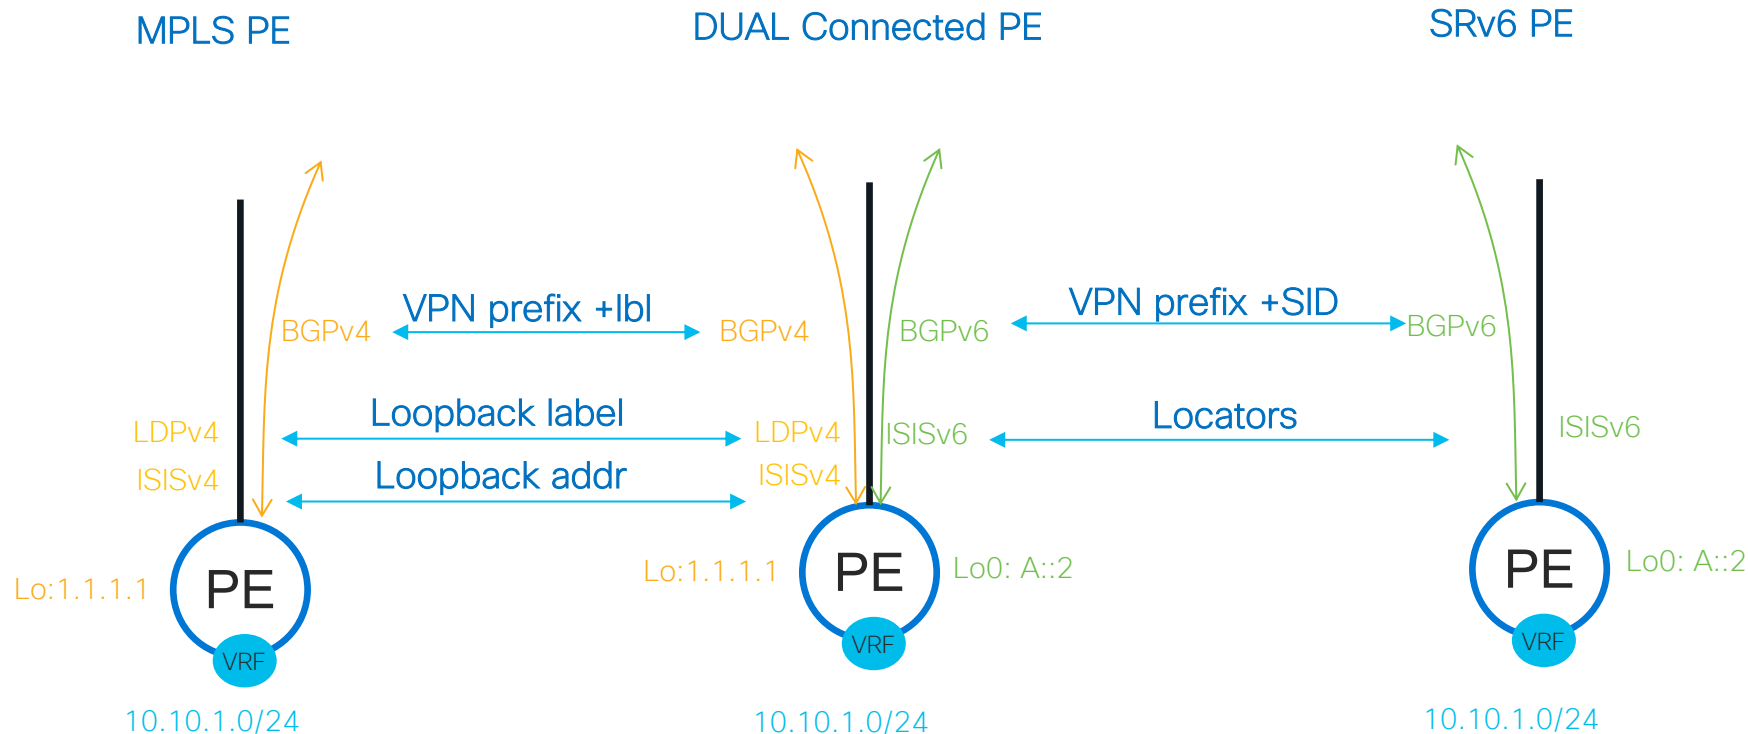 MPLS PE
DUAL Connected PE
SRv6 PE
VPN prefix +lbl
VPN prefix +SID
BGPv4
BGPv4
BGPv6
BGPv6
Loopback label
Locators
LDPv4
LDPv4
ISISv6
ISISv6
Loopback addr
ISISv4
ISISv4
Lo:1.1.1.1
PE
Lo:1.1.1.1
PE
Lo0: A::2
PE
Lo0: A::2
VRF
VRF
VRF
10.10.1.0/24
10.10.1.0/24
10.10.1.0/24